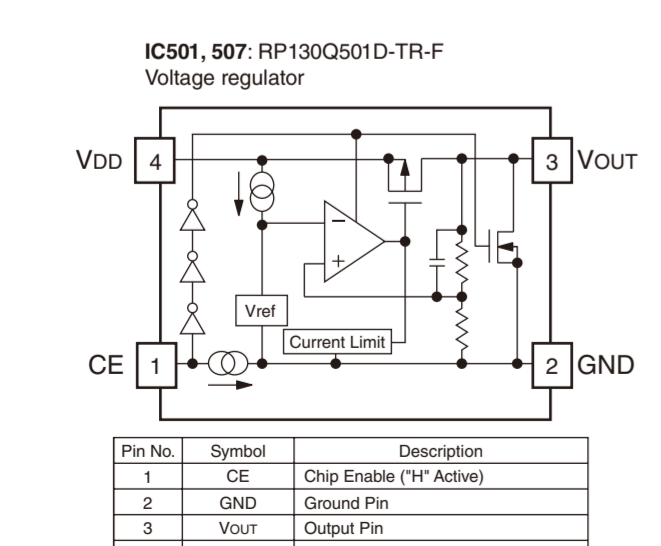 IC501, 507: RP130Q501D-TR-F
Voltage regulator
VDD 4
3 VOUT
−
+
Vref
Current Limit
CE 1
2 GND
Pin No. Symbol Description
1 CE Chip Enable ("H" Active)
2 GND Ground Pin
3 VOUT Output Pin